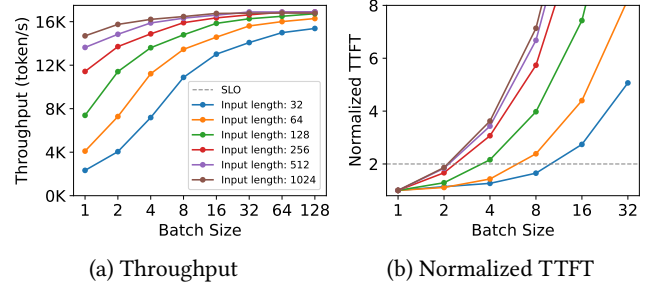 Throughput (token/s)
16K
12K
8K
4K
0K
SLO
Input length: 32
Input length: 64
Input length: 128
Input length: 256
Input length: 512
Input length: 1024
1 2 4 8 16 32 64 128
Batch Size
(a) Throughput
Normalized TTFT
8
6
4
2
1 2 4 8 16 32
Batch Size
(b) Normalized TTFT